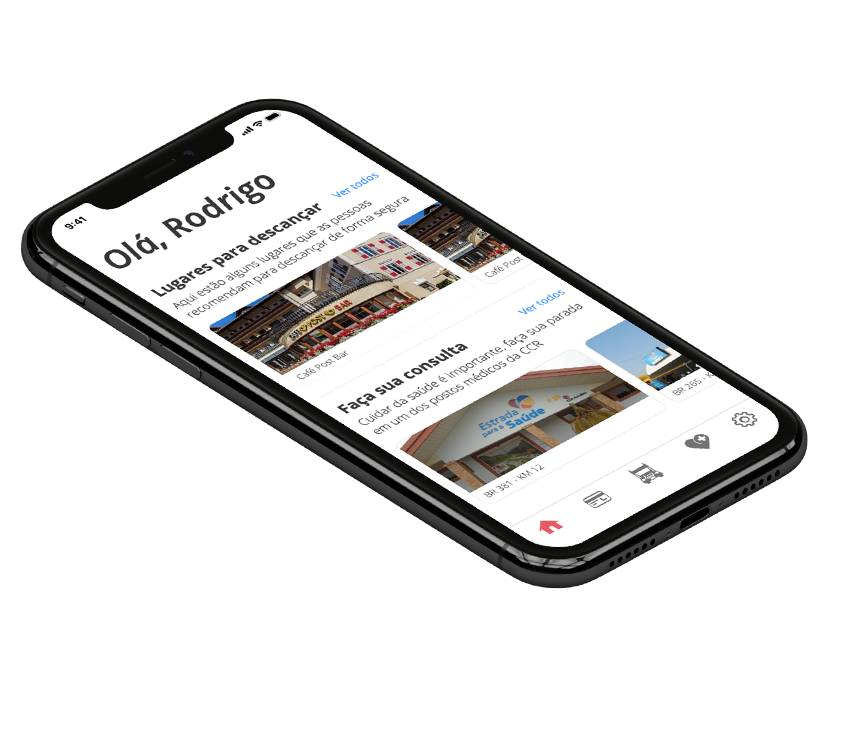 9:41
Olá, Rodrigo
Lugares para descançar
Ver todos
Aqui estão alguns lugares que as pessoas
recomendam para descançar de forma segura
POST BAR
Café Post Bar
Café Post
Faça sua consulta
Ver todos
Cuidar da saúde é importante, faça sua parada
em um dos postos médicos da CCR
Estrada
para a Saúde
BR 381 - KM 12
BR 265 - K